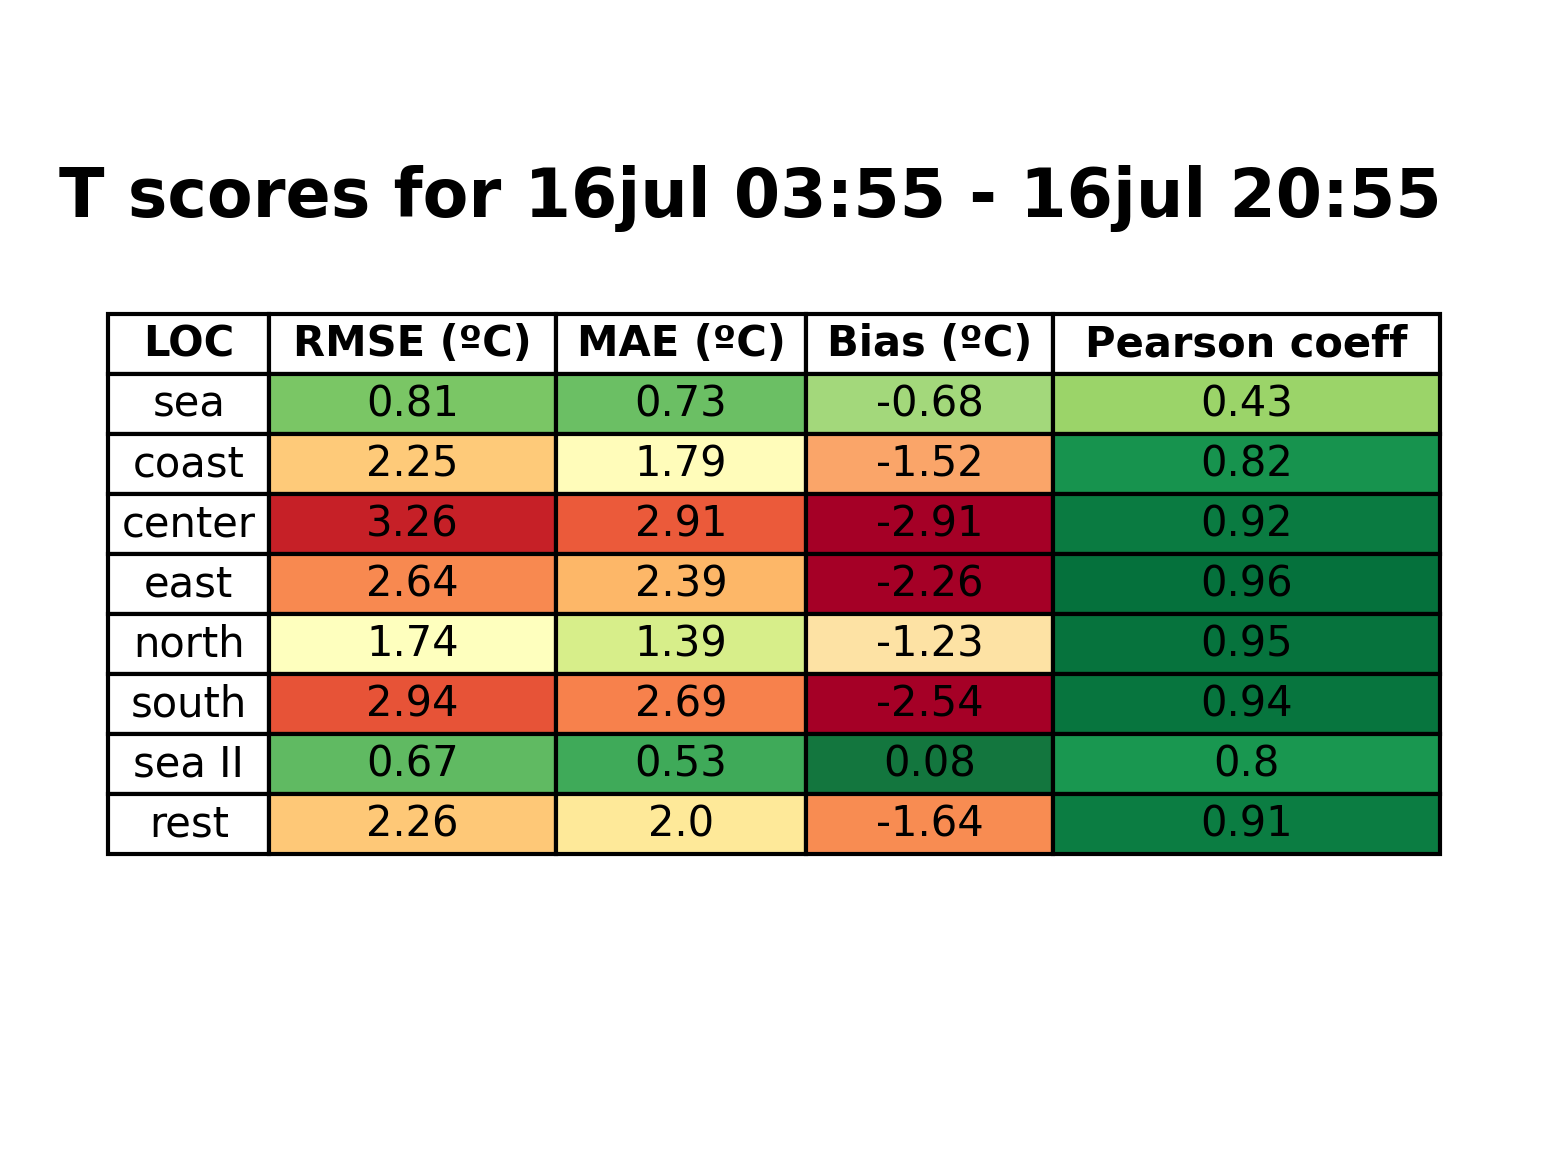 T scores for 16jul 03:55 - 16jul 20:55
LOC RMSE (ºC) MAE (ºC) Bias (ºC) Pearson coeff
sea 0.81 0.73 -0.68 0.43
coast 2.25 1.79 -1.52 0.82
center 3.26 2.91 -2.91 0.92
east 2.64 2.39 -2.26 0.96
north 1.74 1.39 -1.23 0.95
south 2.94 2.69 -2.54 0.94
sea II 0.67 0.53 0.08 0.8
rest 2.26 2.0 -1.64 0.91